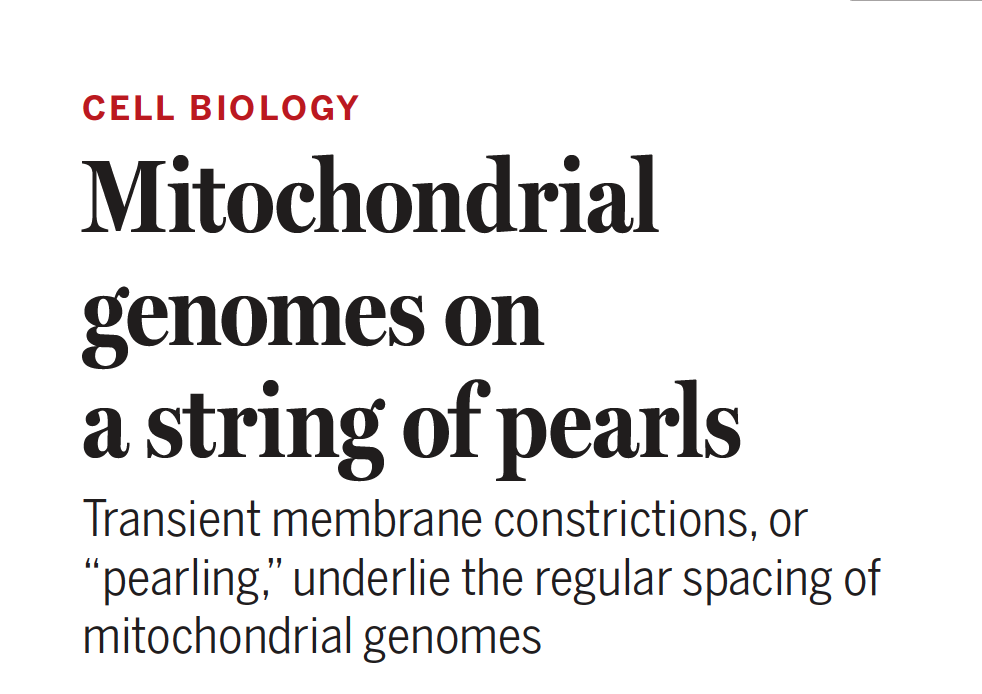 CELL BIOLOGY
Mitochondrial
genomes on
a string of pearls
Transient membrane constrictions, or
“pearling,” underlie the regular spacing of
mitochondrial genomes